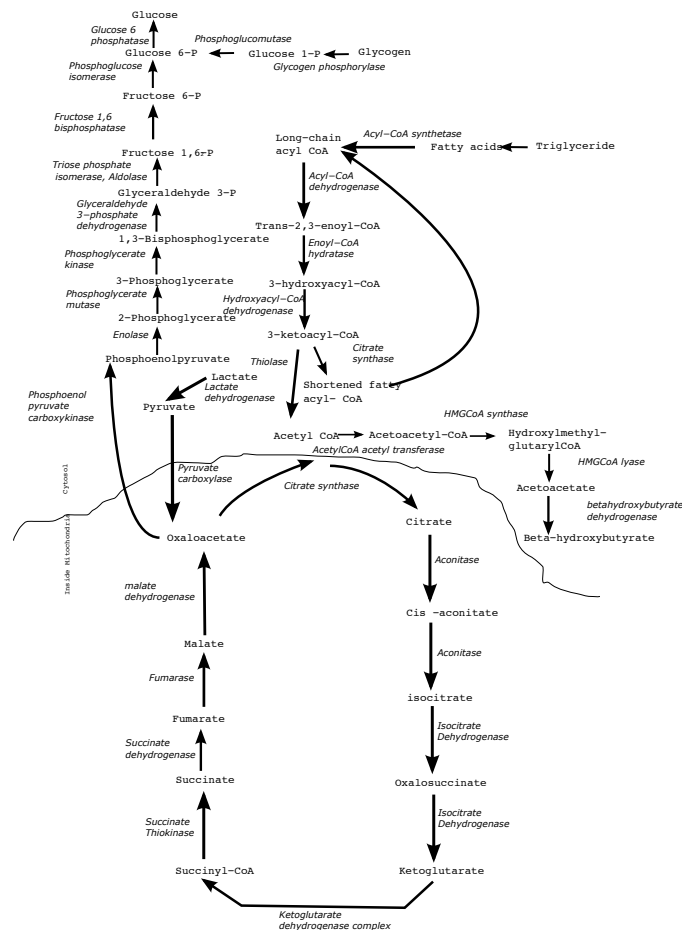 Glucose
Glucose 6
phosphatase
Phosphoglucomutase
Glucose 6-P
Glucose 1-P
Glycogen
Glycogen phosphorylase
Phosphoglucose
isomerase
Fructose 6-P
Fructose 1,6
bisphosphatase
Fructose 1,6-P
Triose phosphate
isomerase, Aldolase
Glyceraldehyde 3-P
Glyceraldehyde
3-phosphate
dehydrogenase
1,3-Bisphosphoglycerate
Phosphoglycerate
kinase
3-Phosphoglycerate
Phosphoglycerate
mutase
2-Phosphoglycerate
Enolase
Phosphoenolpyruvate
Long-chain
acyl CoA
Acyl-CoA synthetase
Fatty acids
Triglyceride
Acyl-CoA
dehydrogenase
Trans-2,3-enoyl-CoA
Enoyl-CoA
hydratase
3-hydroxyacyl-CoA
Hydroxyacyl-CoA
dehydrogenase
3-ketoacyl-CoA
Thiolase
Citrate
synthase
Shortened fatty
acyl- CoA
Lactate
Lactate
dehydrogenase
Pyruvate
Phosphoenol
pyruvate
carboxykinase
Acetyl CoA
Acetoacetyl-CoA
AcetylCoA acetyl transferase
HMGCoA synthase
Hydroxylmethyl-
glutarylCoA
HMGCoA lyase
Acetoacetate
betahydroxybutyrate
dehydrogenase
Beta-hydroxybutyrate
Pyruvate
carboxylase
Cytosol
Inside Mitochondria
Citrate synthase
Oxaloacetate
Citrate
Aconitase
Cis -aconitate
Aconitase
isocitrate
Isocitrate
Dehydrogenase
Oxalosuccinate
Isocitrate
Dehydrogenase
Ketoglutarate
Ketoglutarate
dehydrogenase complex
Succinyl-CoA
Succinate
Thiokinase
Succinate
Succinate
dehydrogenase
Fumarate
Fumarase
Malate
malate
dehydrogenase